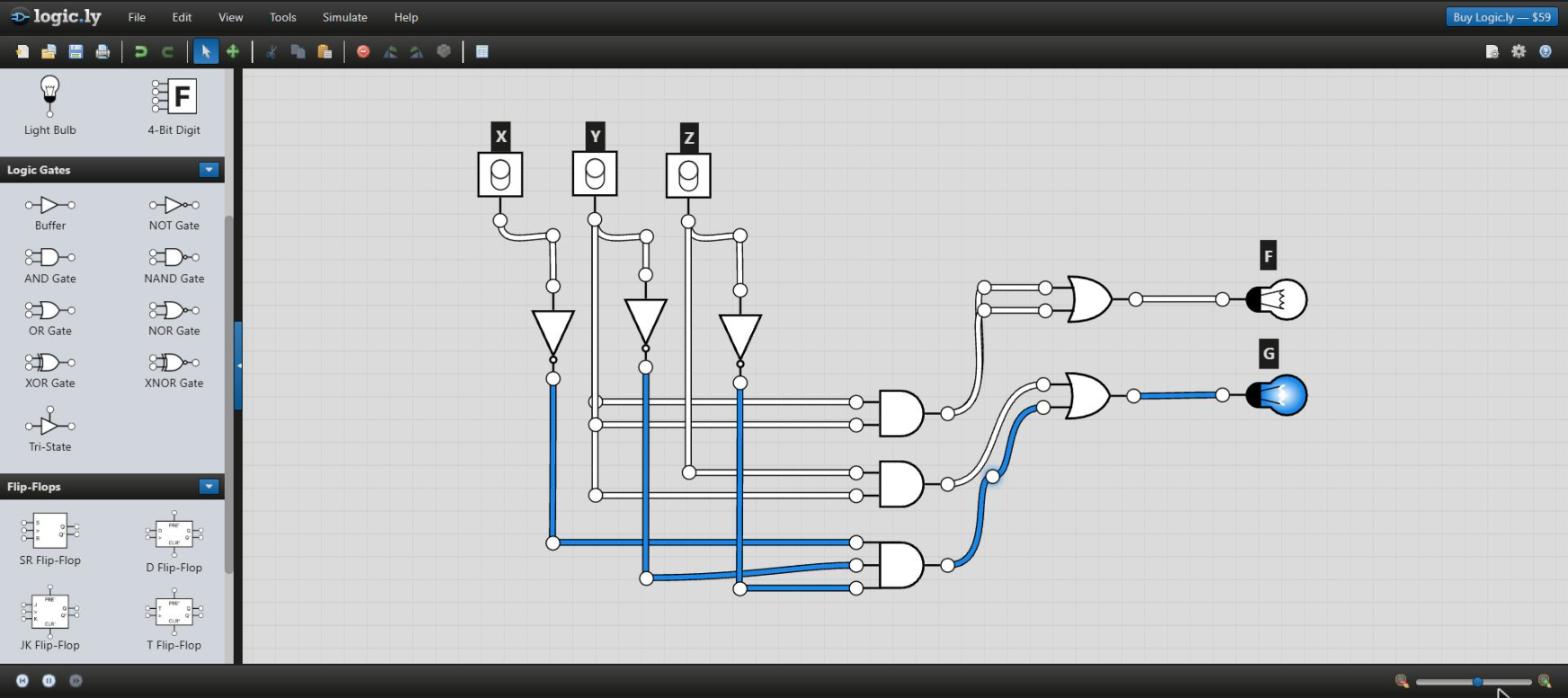 logic.ly File Edit View Tools Simulate Help Buy Logic.ly — $59
F
Light Bulb 4-Bit Digit
Logic Gates
Buffer NOT Gate
AND Gate NAND Gate
OR Gate NOR Gate
XOR Gate XNOR Gate
Tri-State
Flip-Flops
SR Flip-Flop D Flip-Flop
JK Flip-Flop T Flip-Flop
X Y Z
F
G